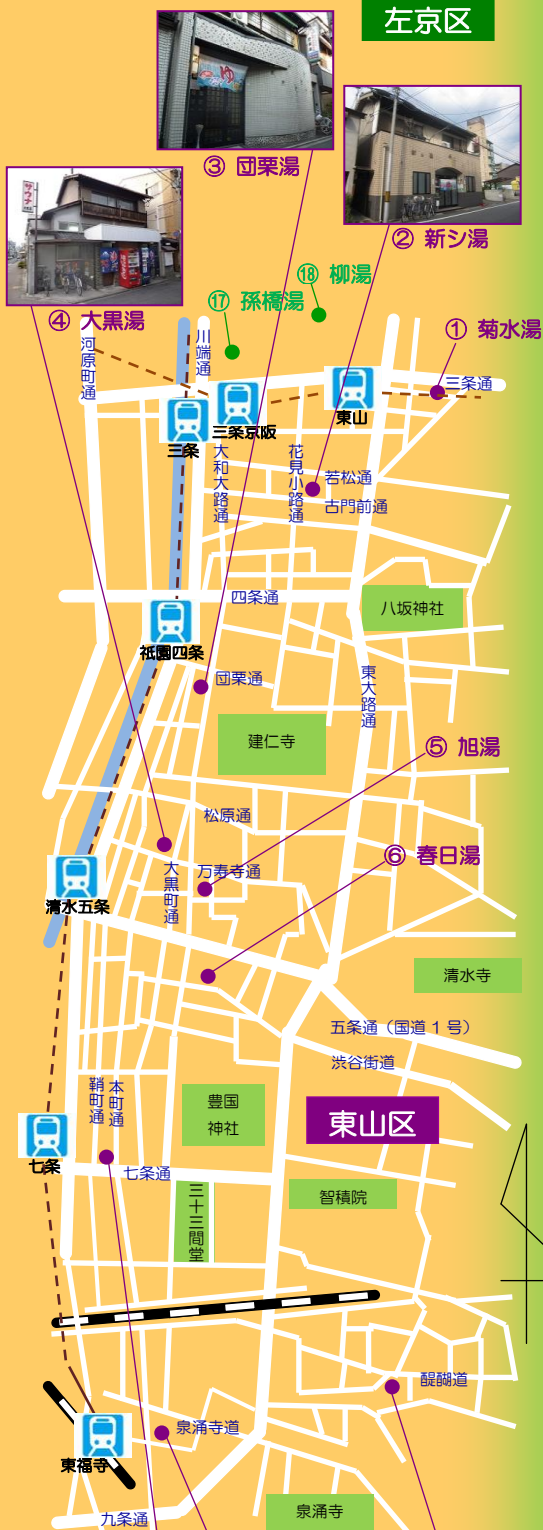 左京区
③ 団栗湯
② 新シ湯
サウナ
ゆ
④ 大黒湯
⑱ 柳湯
⑰ 孫橋湯
① 菊水湯
河原町通
川端通
三条通
三条
三条京阪
東山
大和大路通
花見小路通
若松通
古門前通
四条通
八坂神社
祇園四条
団栗通
東大路通
建仁寺
⑤ 旭湯
松原通
⑥ 春日湯
大黒町通
万寿寺通
清水五条
清水寺
五条通（国道 1 号）
渋谷街道
鞘町通
本町通
豊国
神社
東山区
七条
七条通
三十三間堂
智積院
醍醐道
泉涌寺道
東福寺
九条通
泉涌寺